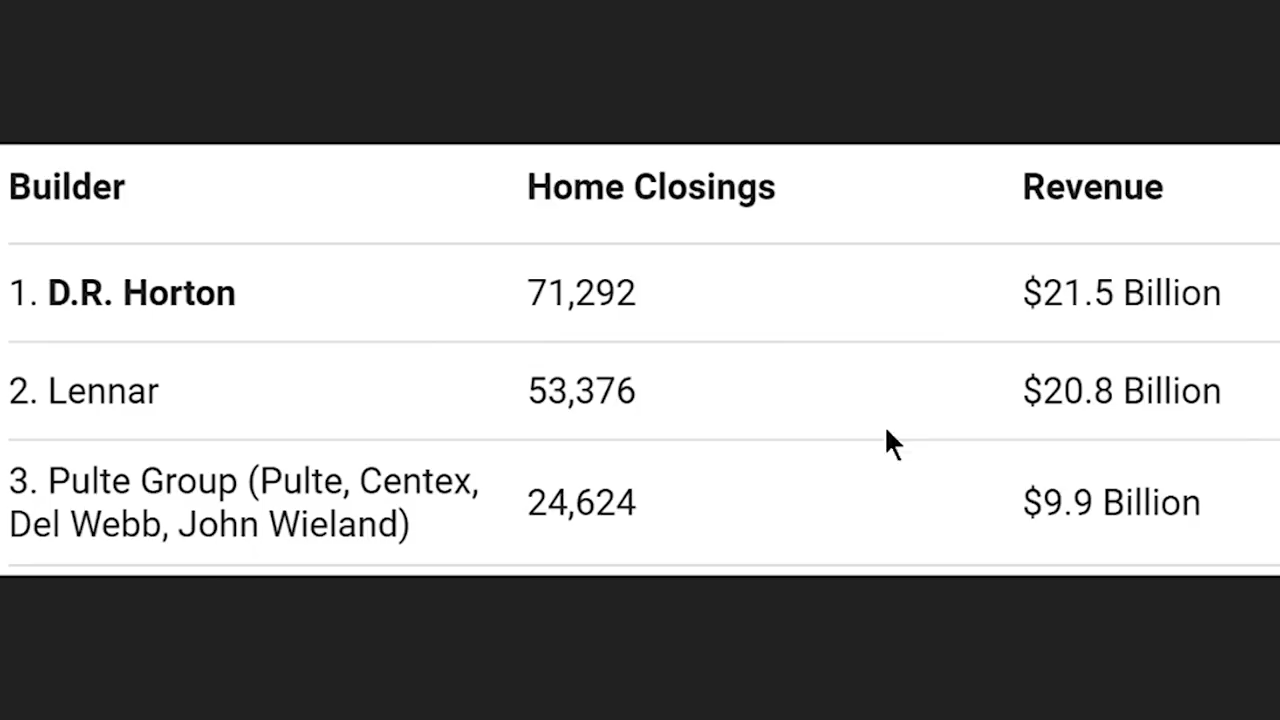 Builder Home Closings Revenue
1. D.R. Horton 71,292 $21.5 Billion
2. Lennar 53,376 $20.8 Billion
3. Pulte Group (Pulte, Centex,
Del Webb, John Wieland) 24,624 $9.9 Billion